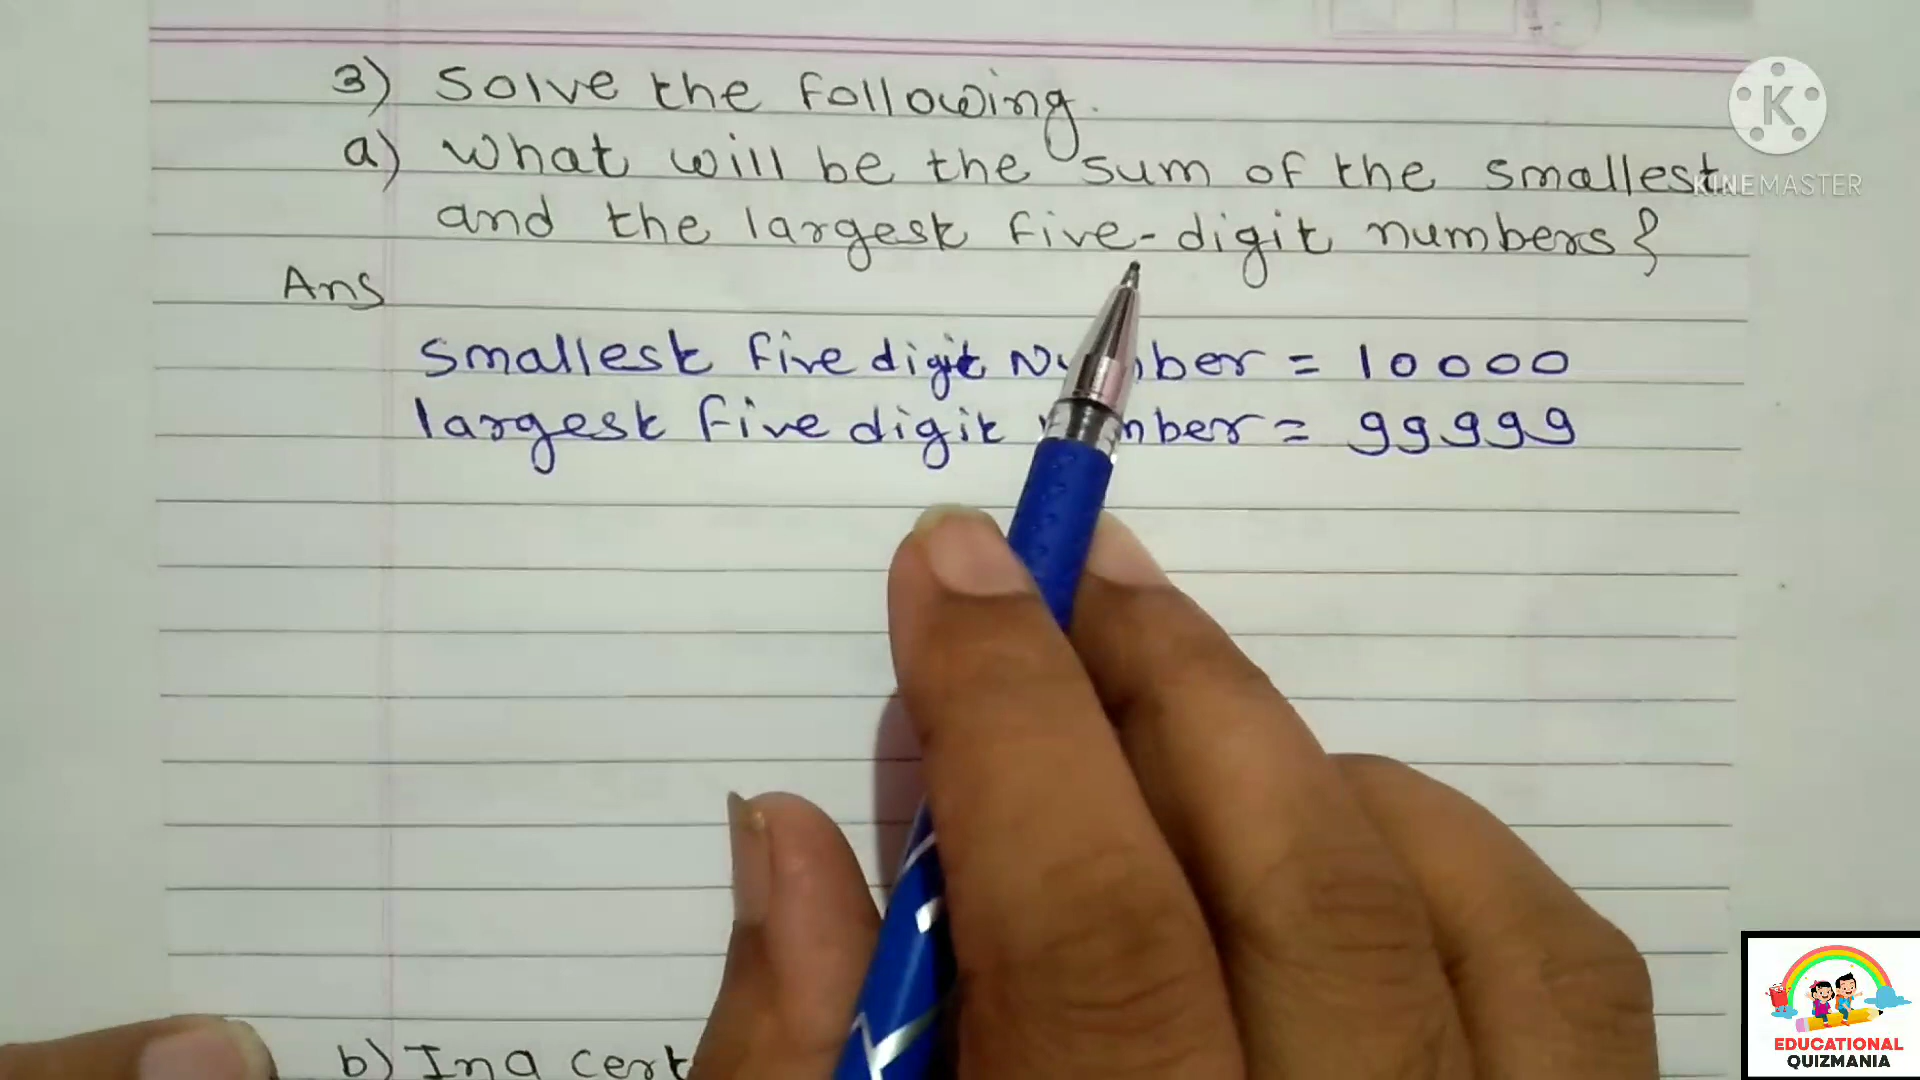 3) Solve the following.
a) What will be the sum of the smallest
and the largest five-digit numbers?
Ans
Smallest five digit Number = 10000
largest five digit number = 99999
b) In a cert
K
KINEMASTER
EDUCATIONAL
QUIZMANIA